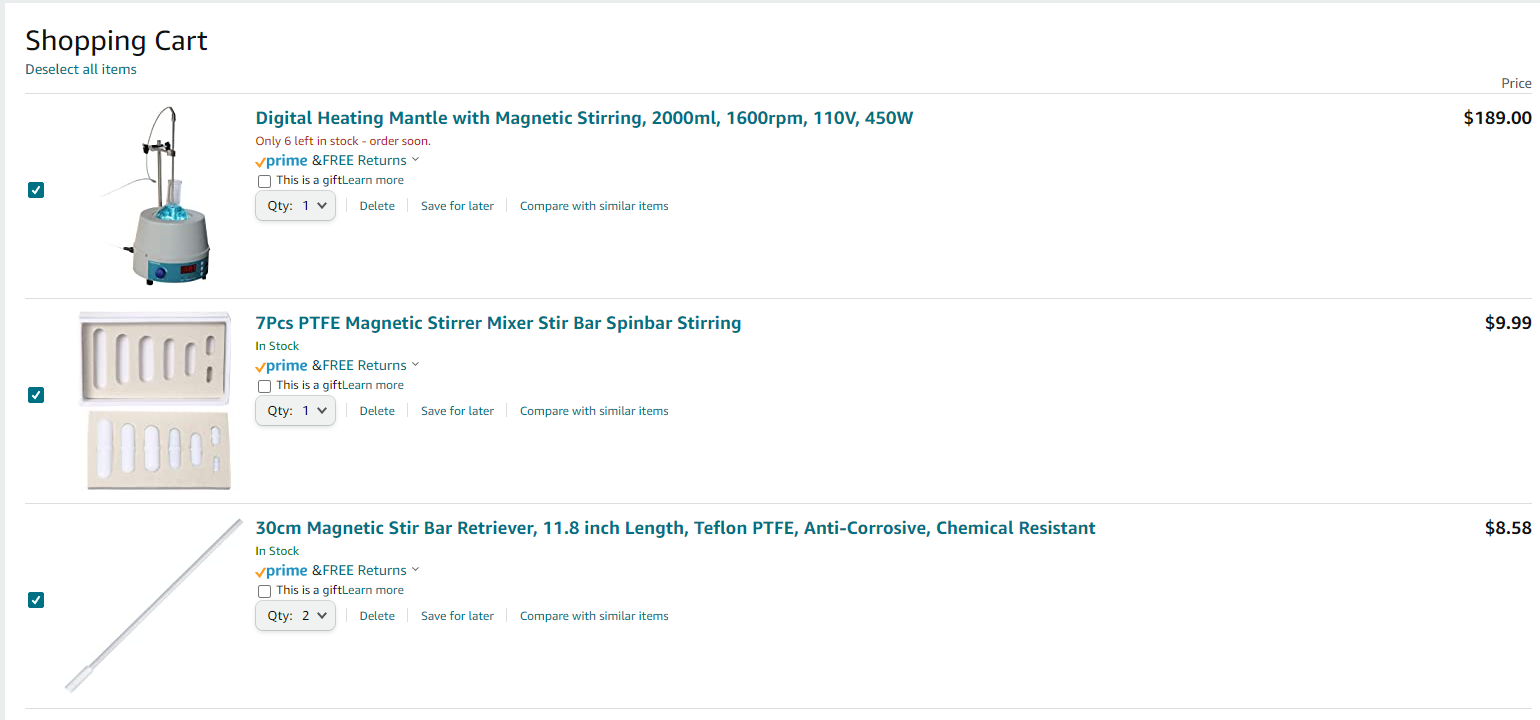 Shopping Cart
Deselect all items
Price
Digital Heating Mantle with Magnetic Stirring, 2000ml, 1600rpm, 110V, 450W
$189.00
Only 6 left in stock - order soon.
prime &FREE Returns
This is a giftLearn more
Qty: 1 Delete Save for later Compare with similar items
7Pcs PTFE Magnetic Stirrer Mixer Stir Bar Spinbar Stirring
$9.99
In Stock
prime &FREE Returns
This is a giftLearn more
Qty: 1 Delete Save for later Compare with similar items
30cm Magnetic Stir Bar Retriever, 11.8 inch Length, Teflon PTFE, Anti-Corrosive, Chemical Resistant
$8.58
In Stock
prime &FREE Returns
This is a giftLearn more
Qty: 2 Delete Save for later Compare with similar items